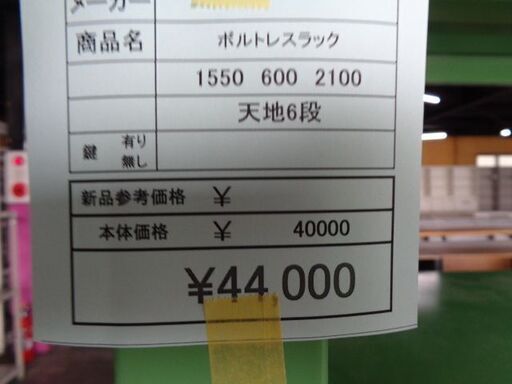 メーカー
商品名 ボルトレスラック
1550 600 2100
天地6段
鍵 有り 無し
新品参考価格 ¥
本体価格 ¥ 40000
¥44,000